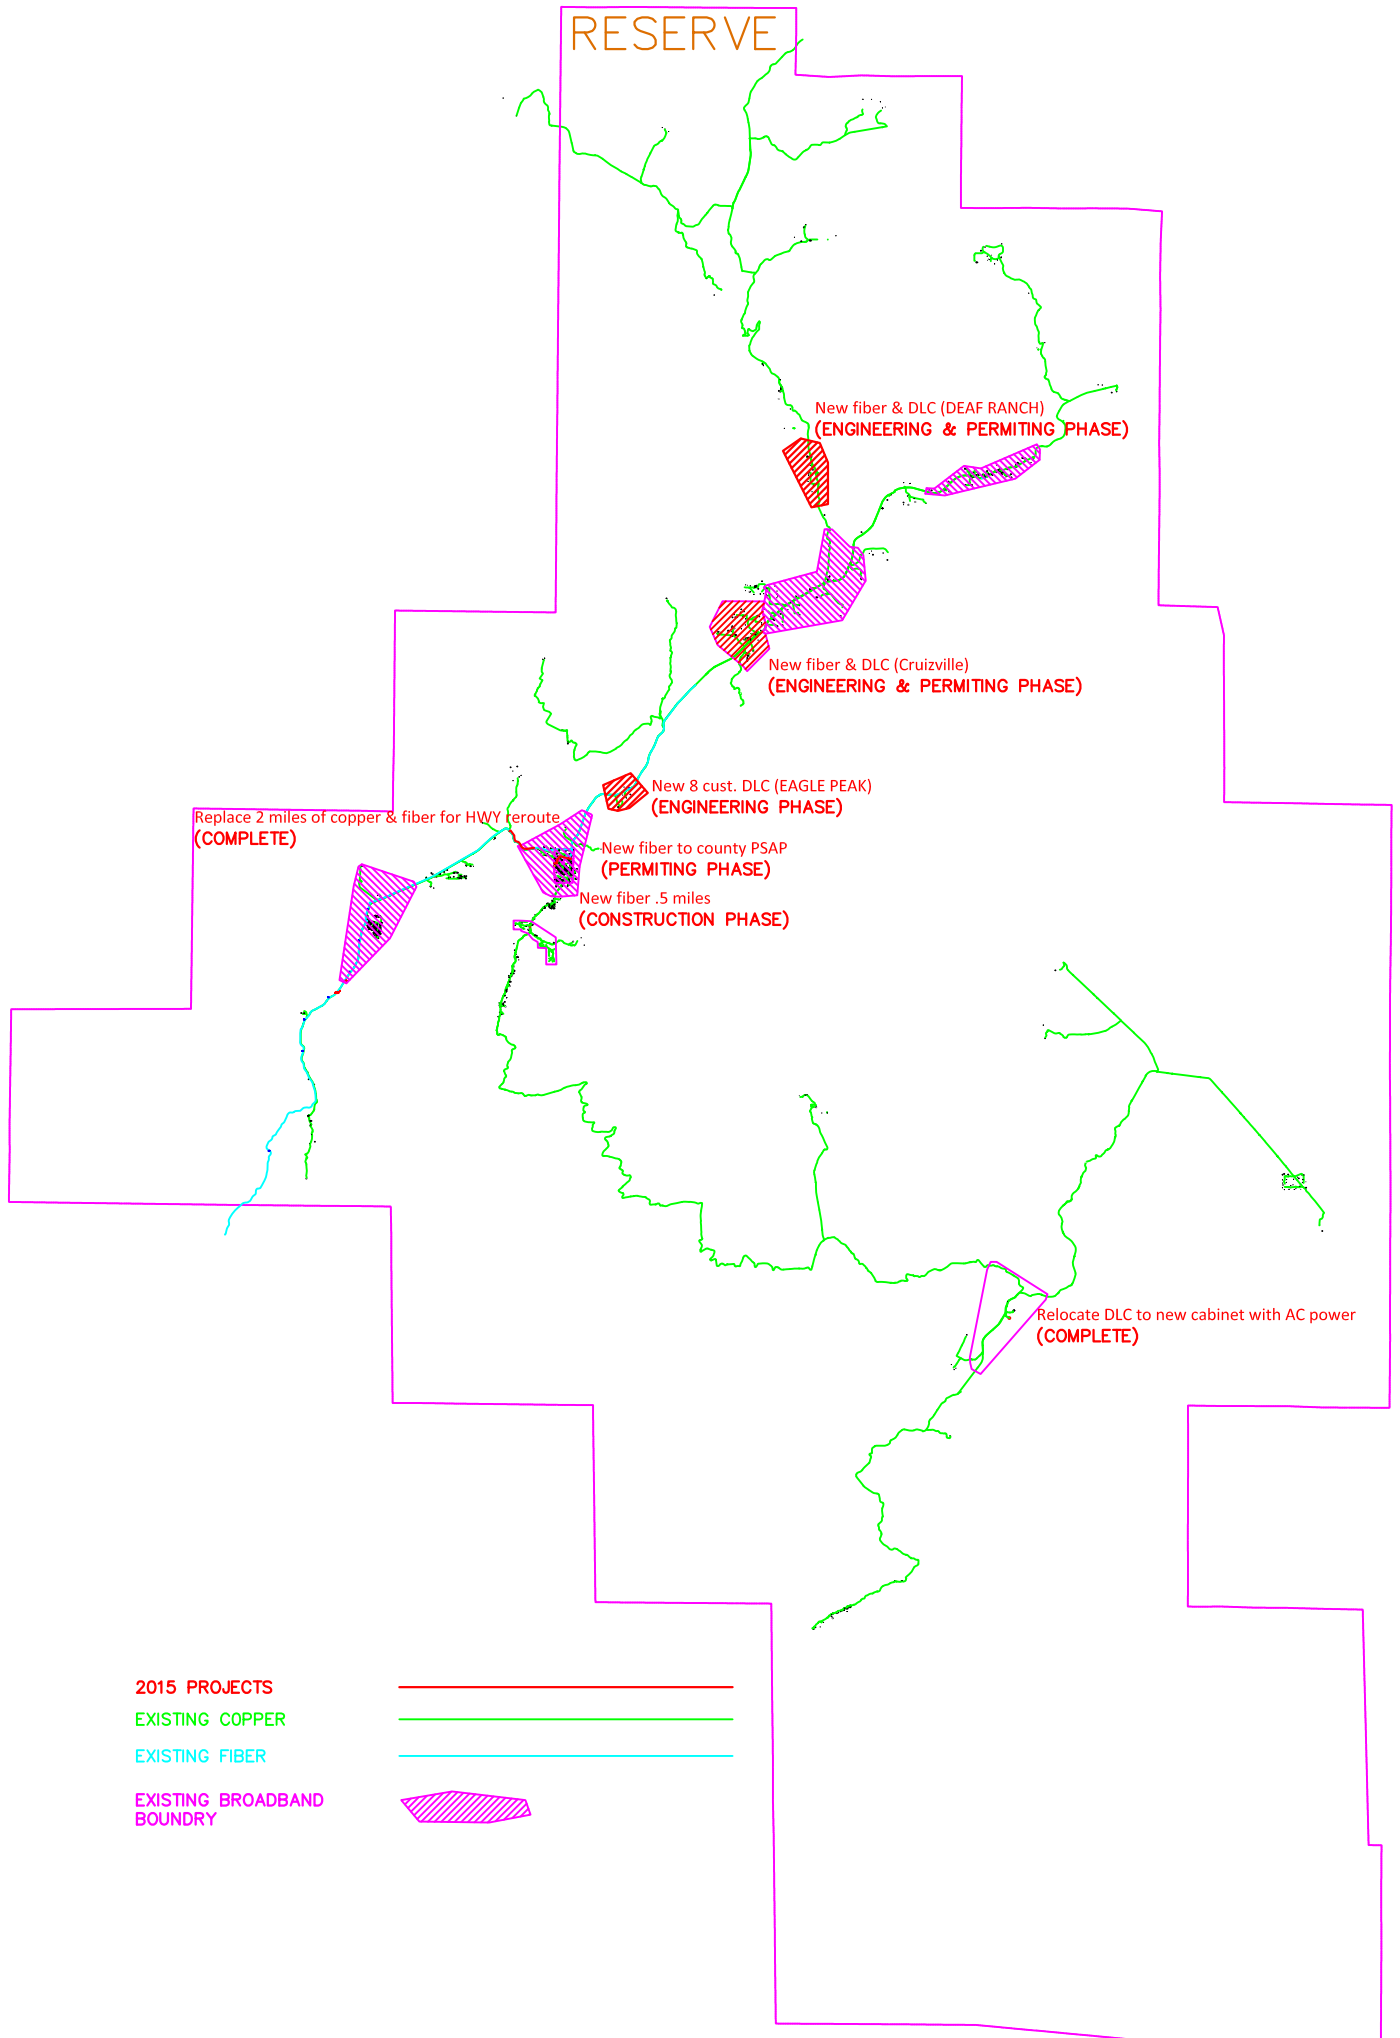 RESERVE
New fiber & DLC (DEAF RANCH)
(ENGINEERING & PERMITING PHASE)
New fiber & DLC (Cruizville)
(ENGINEERING & PERMITING PHASE)
New 8 cust. DLC (EAGLE PEAK)
(ENGINEERING PHASE)
Replace 2 miles of copper & fiber for HWY reroute
(COMPLETE)
New fiber to county PSAP
(PERMITING PHASE)
New fiber .5 miles
(CONSTRUCTION PHASE)
Relocate DLC to new cabinet with AC power
(COMPLETE)
2015 PROJECTS
EXISTING COPPER
EXISTING FIBER
EXISTING BROADBAND
BOUNDRY